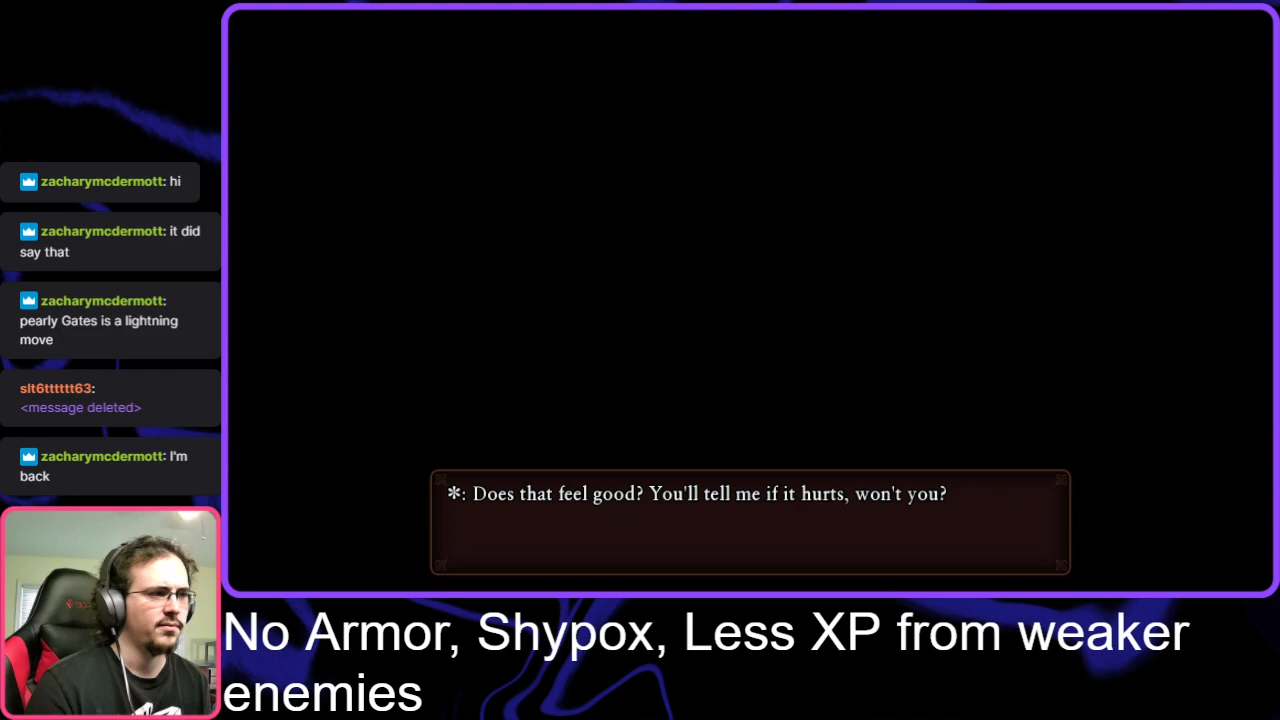 zacharymcdermott: hi
zacharymcdermott: it did
say that
zacharymcdermott:
pearly Gates is a lightning
move
slt6tttttt63:
<message deleted>
zacharymcdermott: I'm
back
*: Does that feel good? You'll tell me if it hurts, won't you?
No Armor, Shypox, Less XP from weaker
enemies